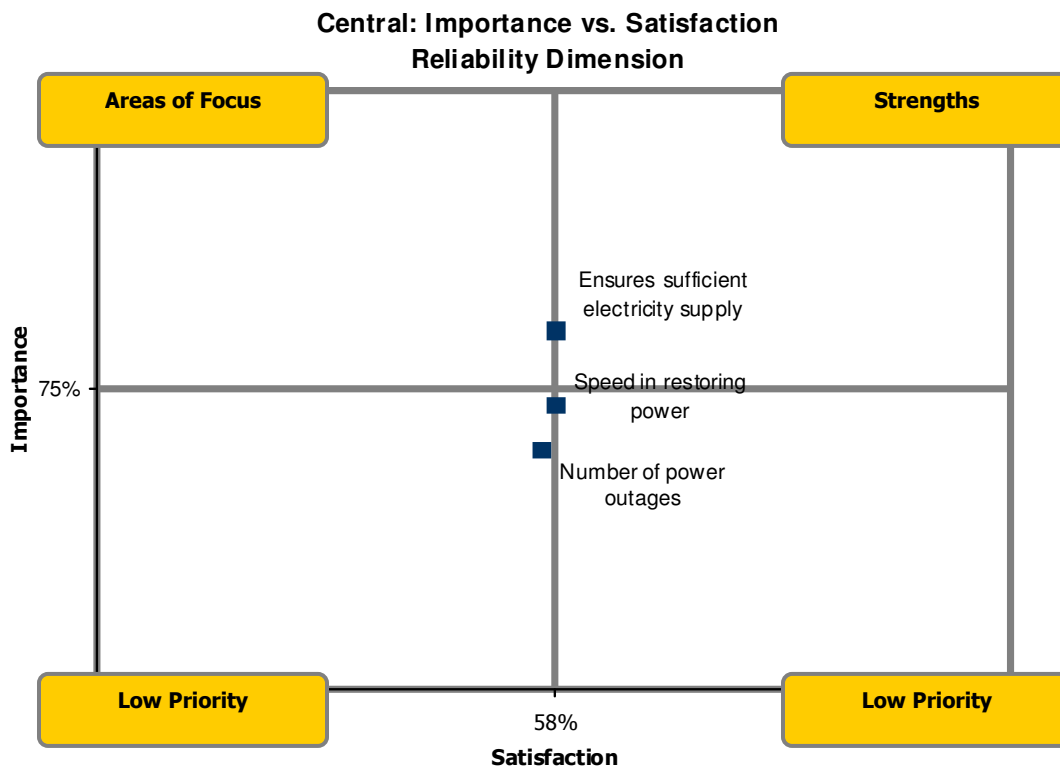 Central: Importance vs. Satisfaction
Reliability Dimension
Areas of Focus
Strengths
Ensures sufficient
electricity supply
Importance
75%
Speed in restoring
power
Number of power
outages
Low Priority
Low Priority
58%
Satisfaction